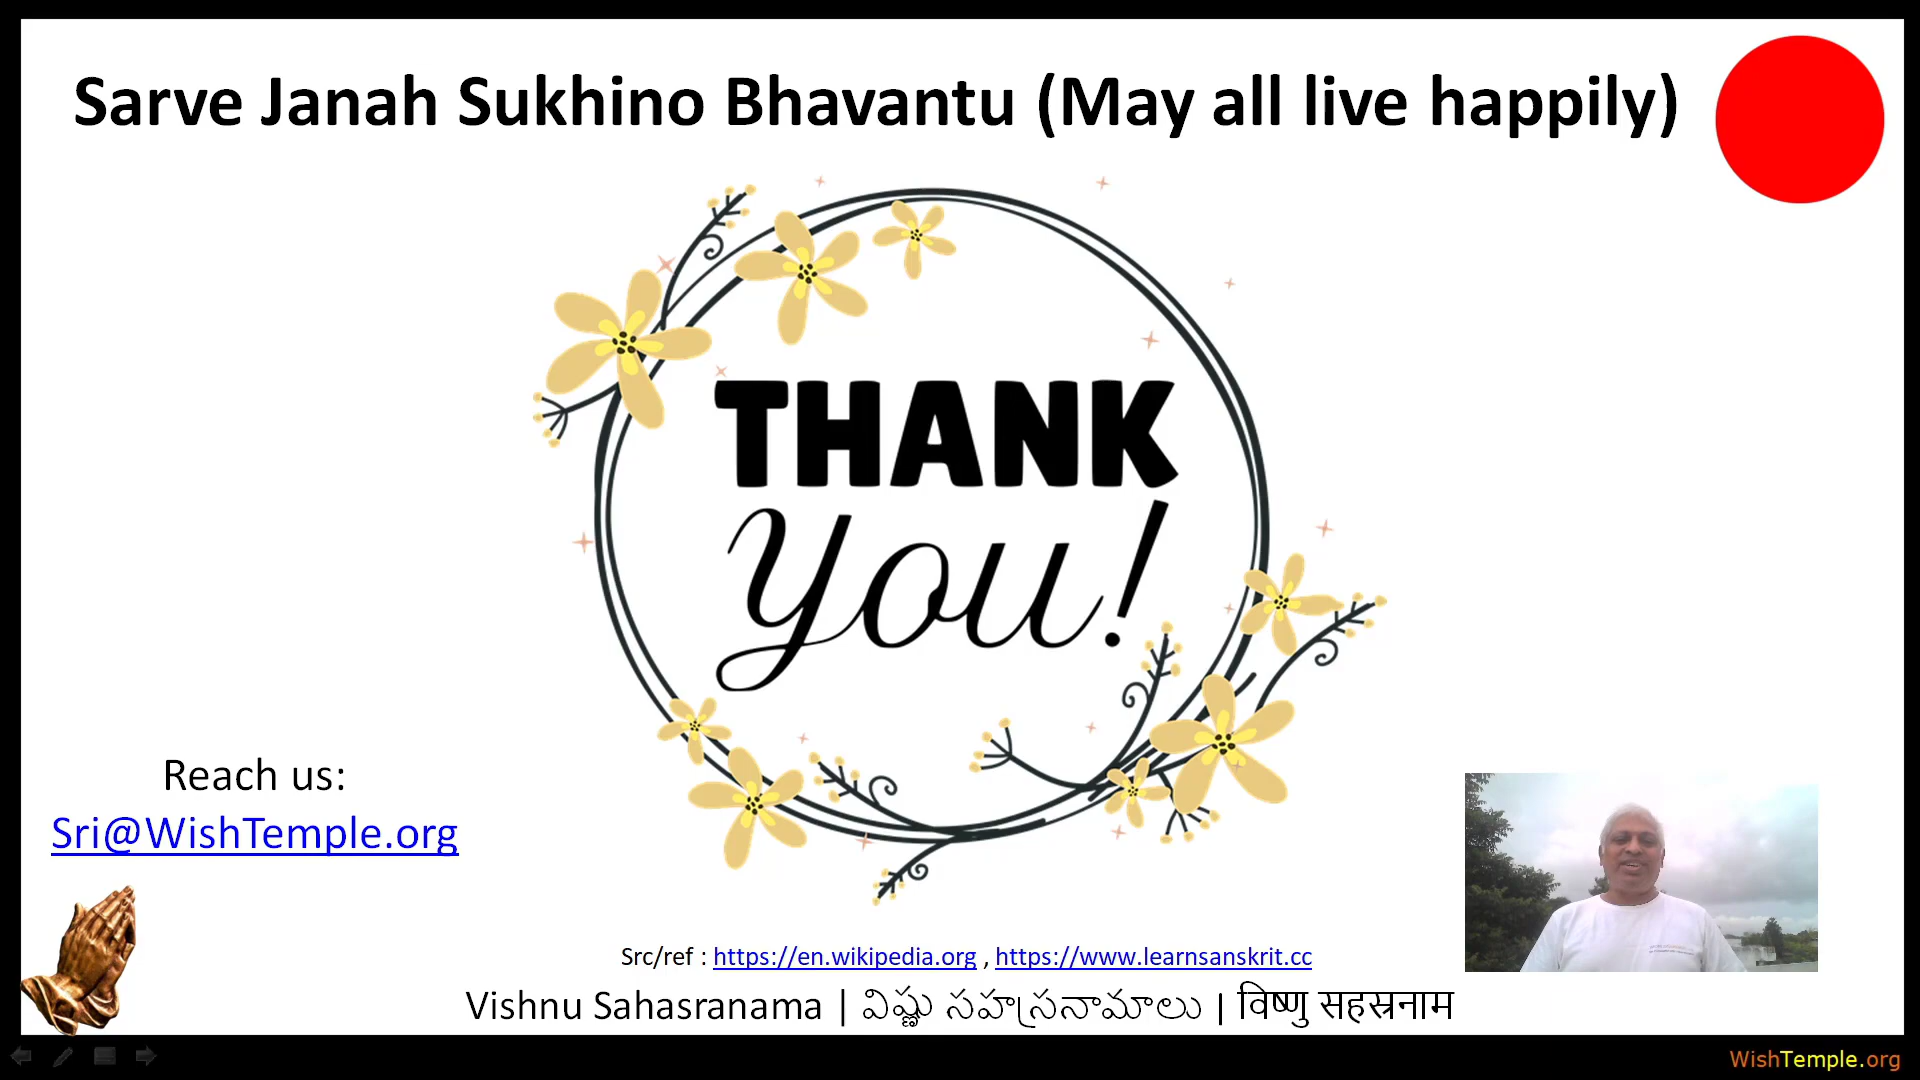 Sarve Janah Sukhino Bhavantu (May all live happily)
THANK
You!
Reach us:
Sri@WishTemple.org
Src/ref : https://en.wikipedia.org , https://www.learnsanskrit.cc
Vishnu Sahasranama | విష్ణు సహస్రనామాలు | विष्णु सहस्रनाम
WishTemple.org